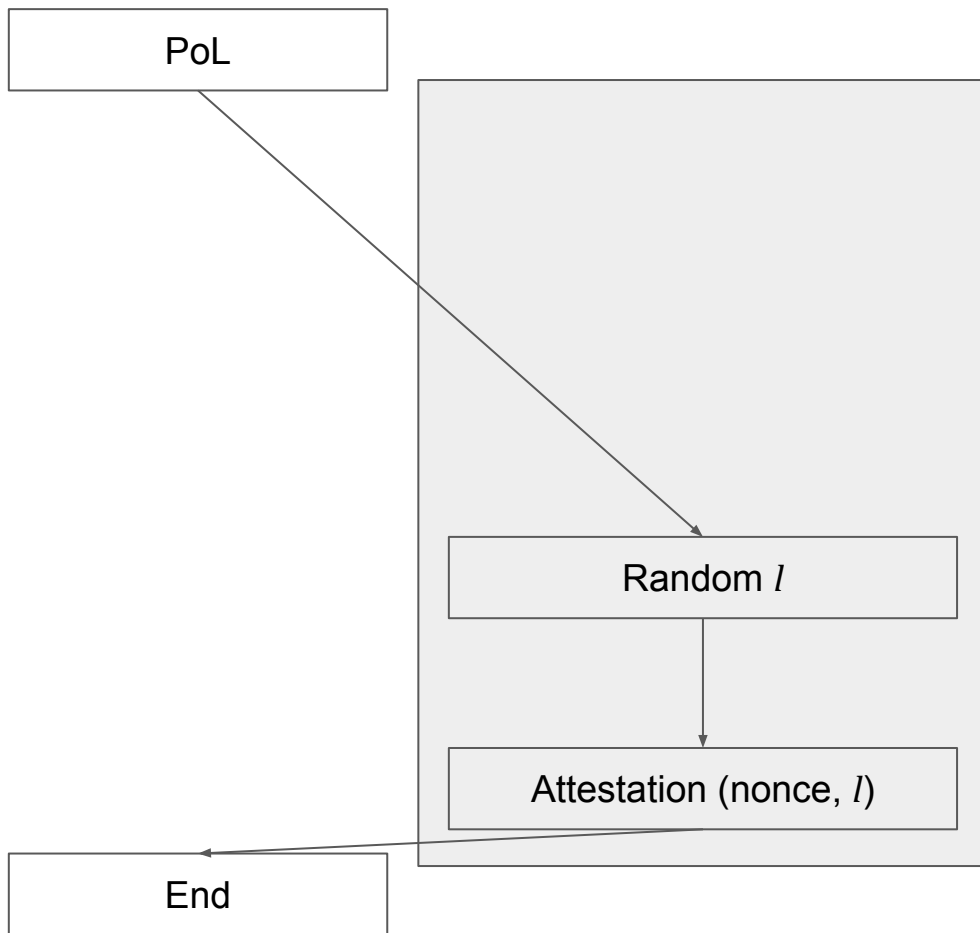 PoL
Random l
Attestation (nonce, l)
End